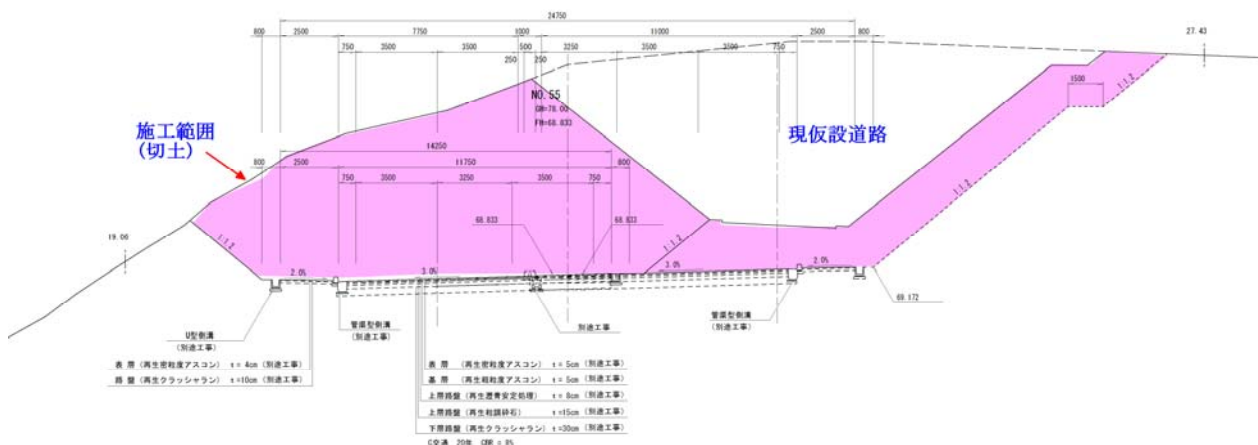 24750
800 2500 7750 1000 11000 2500 800
750 3500 3500 500 3250 3500 3500 750
250 250
27.43
1500
NO.55
GH=78.00
FH=68.833
施工範囲
(切土)
現仮設道路
14250
800 2500 11750 800
750 3500 3250 3500 750
68.833 68.833
19.06
1:1.2 1:1.2 1:1.2 1:1.2
2.0% 3.0% 3.0% 2.0%
69.172
U型側溝
(別途工事)
管渠型側溝
(別途工事)
別途工事
管渠型側溝
(別途工事)
表 層 (再生密粒度アスコン) t = 4cm (別途工事)
路 盤 (再生クラッシャラン) t =10cm (別途工事)
表 層 (再生密粒度アスコン) t = 5cm (別途工事)
基 層 (再生粗粒度アスコン) t = 5cm (別途工事)
上層路盤 (再生瀝青安定処理) t = 8cm (別途工事)
上層路盤 (再生粒調砕石) t =15cm (別途工事)
下層路盤 (再生クラッシャラン) t =30cm (別途工事)
C交通 20年 CBR = 8%